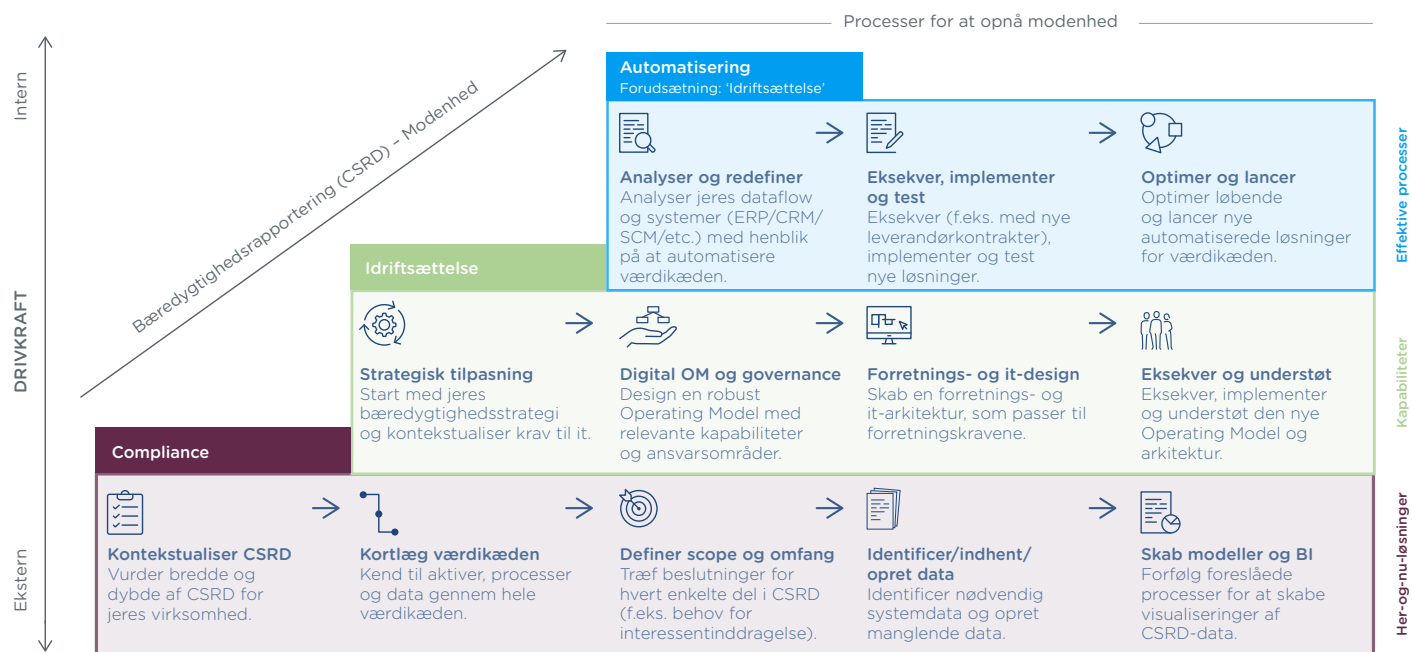 Processer for at opnå modenhed
Intern
DRIVKRAFT
Ekstern
Bæredygtighedsrapportering (CSRD) – Modenhed
Automatisering
Forudsætning: ‘Idriftsættelse’
Analyser og redefiner
Analyser jeres dataflow
og systemer (ERP/CRM/
SCM/etc.) med henblik
på at automatisere
værdikæden.
Eksekver, implementer
og test
Eksekver (f.eks. med nye
leverandørkontrakter),
implementer og test
nye løsninger.
Optimer og lancer
Optimer løbende
og lancer nye
automatiserede løsninger
for værdikæden.
Effektive processer
Idriftsættelse
Strategisk tilpasning
Start med jeres
bæredygtighedsstrategi
og kontekstualiser krav til it.
Digital OM og governance
Design en robust
Operating Model med
relevante kapabiliteter
og ansvarsområder.
Forretnings- og it-design
Skab en forretnings- og
it-arkitektur, som passer til
forretningskravene.
Eksekver og understøt
Eksekver, implementer
og understøt den nye
Operating Model og
arkitektur.
Kapabiliteter
Compliance
Kontekstualiser CSRD
Vurder bredde og
dybde af CSRD for
jeres virksomhed.
Kortlæg værdikæden
Kend til aktiver, processer
og data gennem hele
værdikæden.
Definer scope og omfang
Træf beslutninger for
hvert enkelte del i CSRD
(f.eks. behov for
interessentinddragelse).
Identificer/indhent/
opret data
Identificer nødvendig
systemdata og opret
manglende data.
Skab modeller og BI
Forfølg foreslåede
processer for at skabe
visualiseringer af
CSRD-data.
Her-og-nu-løsninger